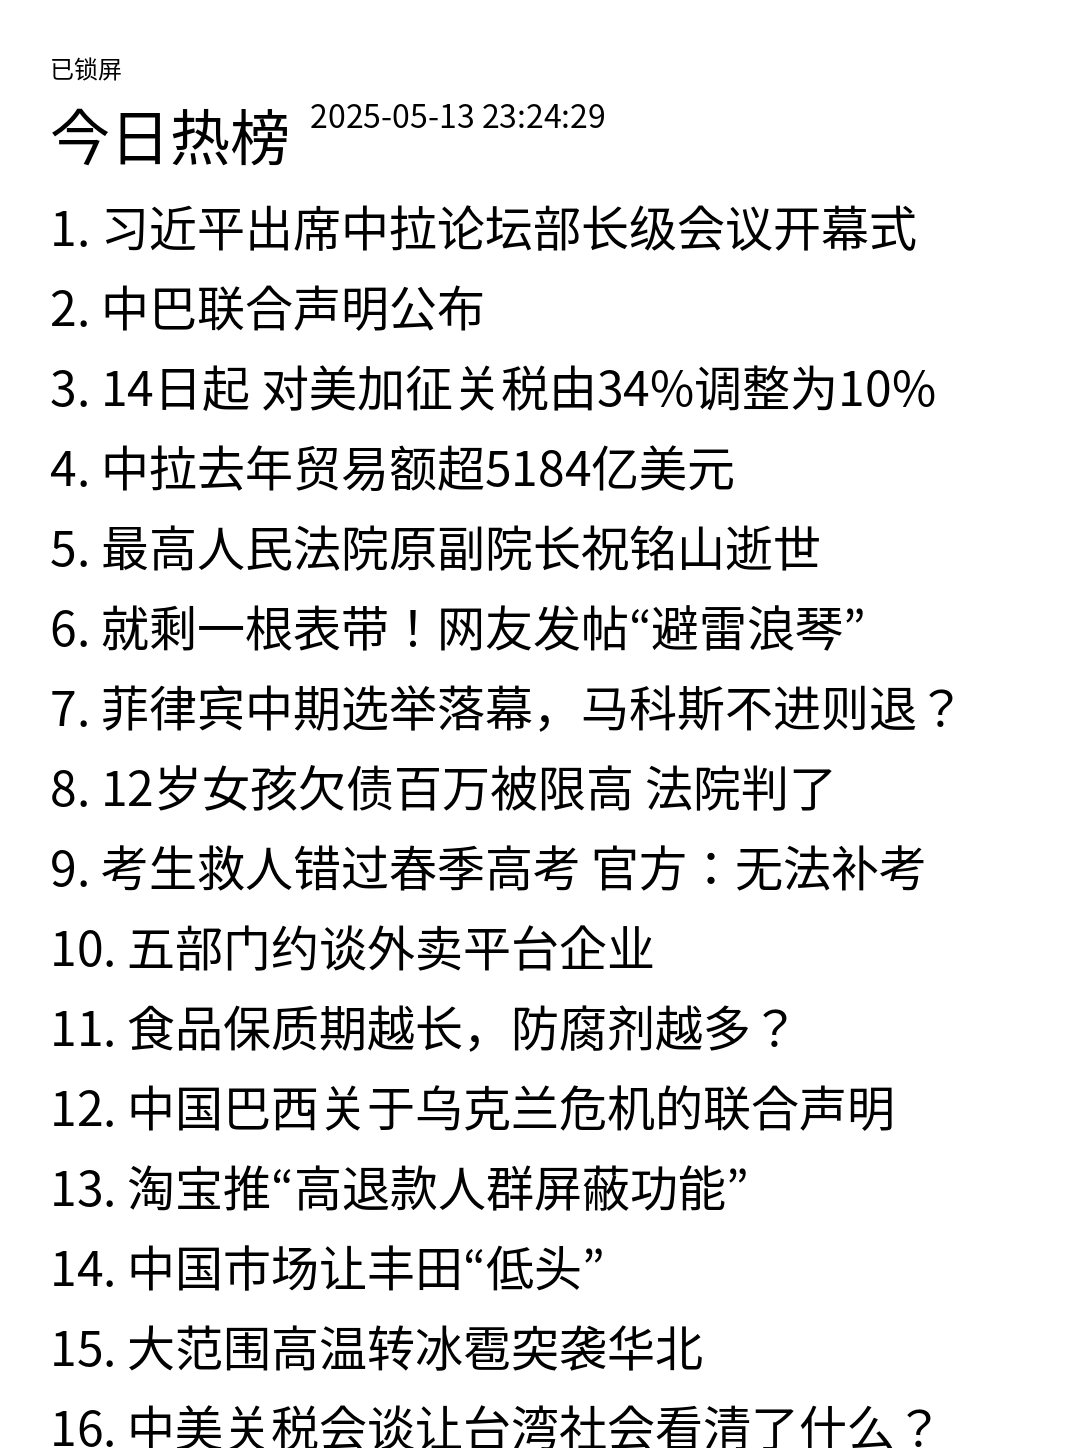 已锁屏
今日热榜 2025-05-13 23:24:29
1. 习近平出席中拉论坛部长级会议开幕式
2. 中巴联合声明公布
3. 14日起 对美加征关税由34%调整为10%
4. 中拉去年贸易额超5184亿美元
5. 最高人民法院原副院长祝铭山逝世
6. 就剩一根表带！网友发帖“避雷浪琴”
7. 菲律宾中期选举落幕，马科斯不进则退？
8. 12岁女孩欠债百万被限高 法院判了
9. 考生救人错过春季高考 官方：无法补考
10. 五部门约谈外卖平台企业
11. 食品保质期越长，防腐剂越多？
12. 中国巴西关于乌克兰危机的联合声明
13. 淘宝推“高退款人群屏蔽功能”
14. 中国市场让丰田“低头”
15. 大范围高温转冰雹突袭华北
16. 中美关税会谈让台湾社会看清了什么？